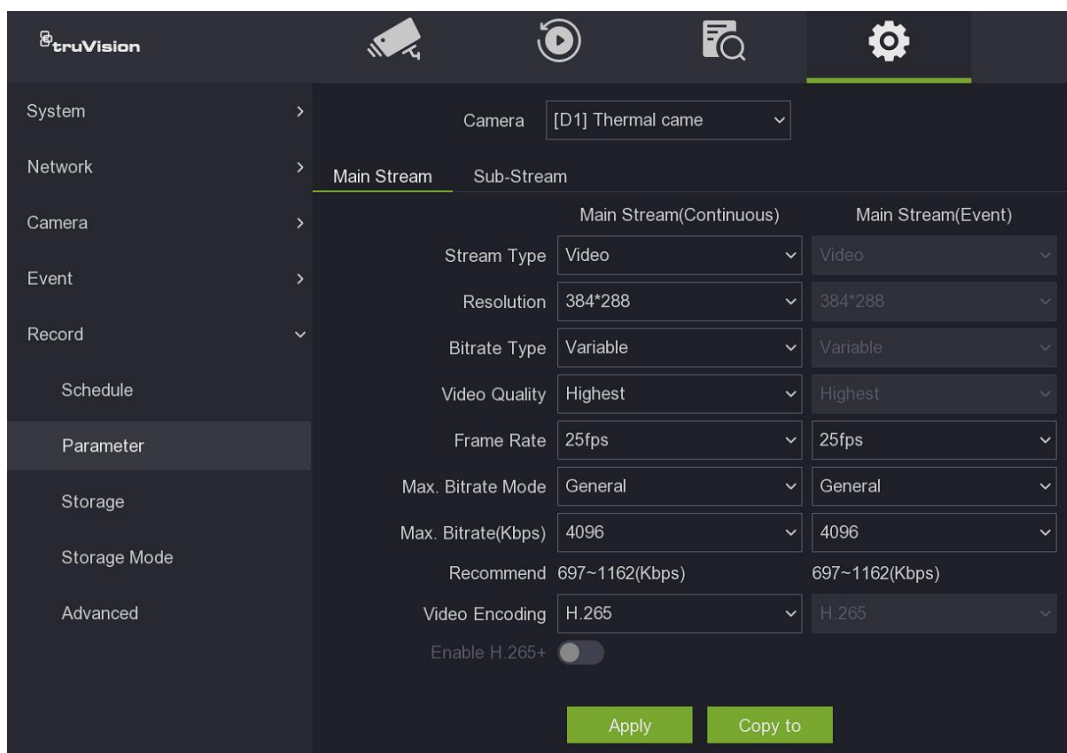 truVision
System
Network
Camera
Event
Record
Schedule
Parameter
Storage
Storage Mode
Advanced
Camera [D1] Thermal came
Main Stream Sub-Stream
Main Stream(Continuous) Main Stream(Event)
Stream Type Video Video
Resolution 384*288 384*288
Bitrate Type Variable Variable
Video Quality Highest Highest
Frame Rate 25fps 25fps
Max. Bitrate Mode General General
Max. Bitrate(Kbps) 4096 4096
Recommend 697~1162(Kbps) 697~1162(Kbps)
Video Encoding H.265 H.265
Enable H.265+
Apply Copy to